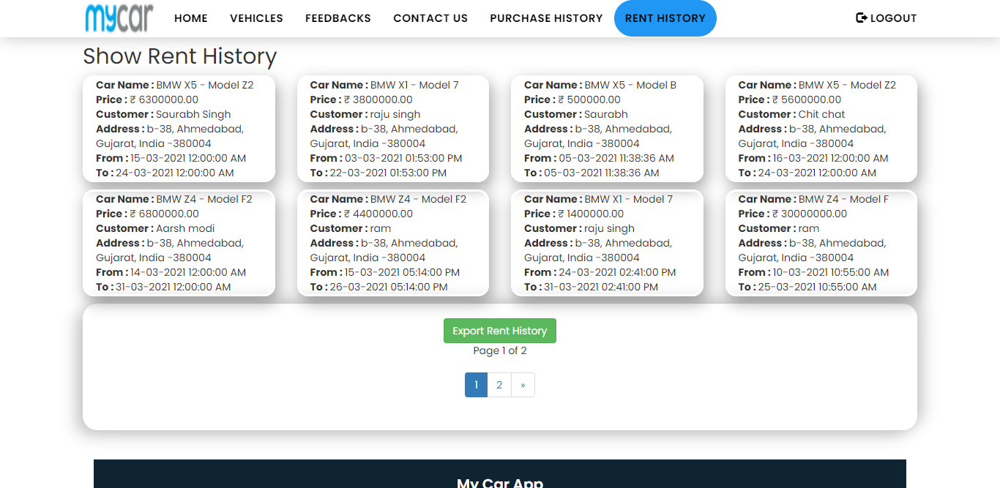 mycar
HOME
VEHICLES
FEEDBACKS
CONTACT US
PURCHASE HISTORY
RENT HISTORY
LOGOUT
Show Rent History
Car Name : BMW X5 - Model Z2
Price : ₹ 6300000.00
Customer : Saurabh Singh
Address : b-38, Ahmedabad,
Gujarat, India -380004
From : 15-03-2021 12:00:00 AM
To : 24-03-2021 12:00:00 AM
Car Name : BMW X1 - Model 7
Price : ₹ 3800000.00
Customer : raju singh
Address : b-38, Ahmedabad,
Gujarat, India -380004
From : 03-03-2021 01:53:00 PM
To : 22-03-2021 01:53:00 PM
Car Name : BMW X5 - Model B
Price : ₹ 500000.00
Customer : Saurabh
Address : b-38, Ahmedabad,
Gujarat, India -380004
From : 05-03-2021 11:38:36 AM
To : 05-03-2021 11:38:36 AM
Car Name : BMW X5 - Model Z2
Price : ₹ 5600000.00
Customer : Chit chat
Address : b-38, Ahmedabad,
Gujarat, India -380004
From : 16-03-2021 12:00:00 AM
To : 24-03-2021 12:00:00 AM
Car Name : BMW Z4 - Model F2
Price : ₹ 6800000.00
Customer : Aarsh modi
Address : b-38, Ahmedabad,
Gujarat, India -380004
From : 14-03-2021 12:00:00 AM
To : 31-03-2021 12:00:00 AM
Car Name : BMW Z4 - Model F2
Price : ₹ 4400000.00
Customer : ram
Address : b-38, Ahmedabad,
Gujarat, India -380004
From : 15-03-2021 05:14:00 PM
To : 26-03-2021 05:14:00 PM
Car Name : BMW X1 - Model 7
Price : ₹ 1400000.00
Customer : raju singh
Address : b-38, Ahmedabad,
Gujarat, India -380004
From : 24-03-2021 02:41:00 PM
To : 31-03-2021 02:41:00 PM
Car Name : BMW Z4 - Model F
Price : ₹ 30000000.00
Customer : ram
Address : b-38, Ahmedabad,
Gujarat, India -380004
From : 10-03-2021 10:55:00 AM
To : 25-03-2021 10:55:00 AM
Export Rent History
Page 1 of 2
1 2 »
My Car App